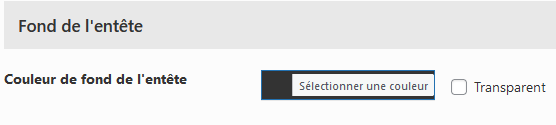 Fond de l'entête
Couleur de fond de l'entête
Sélectionner une couleur
Transparent